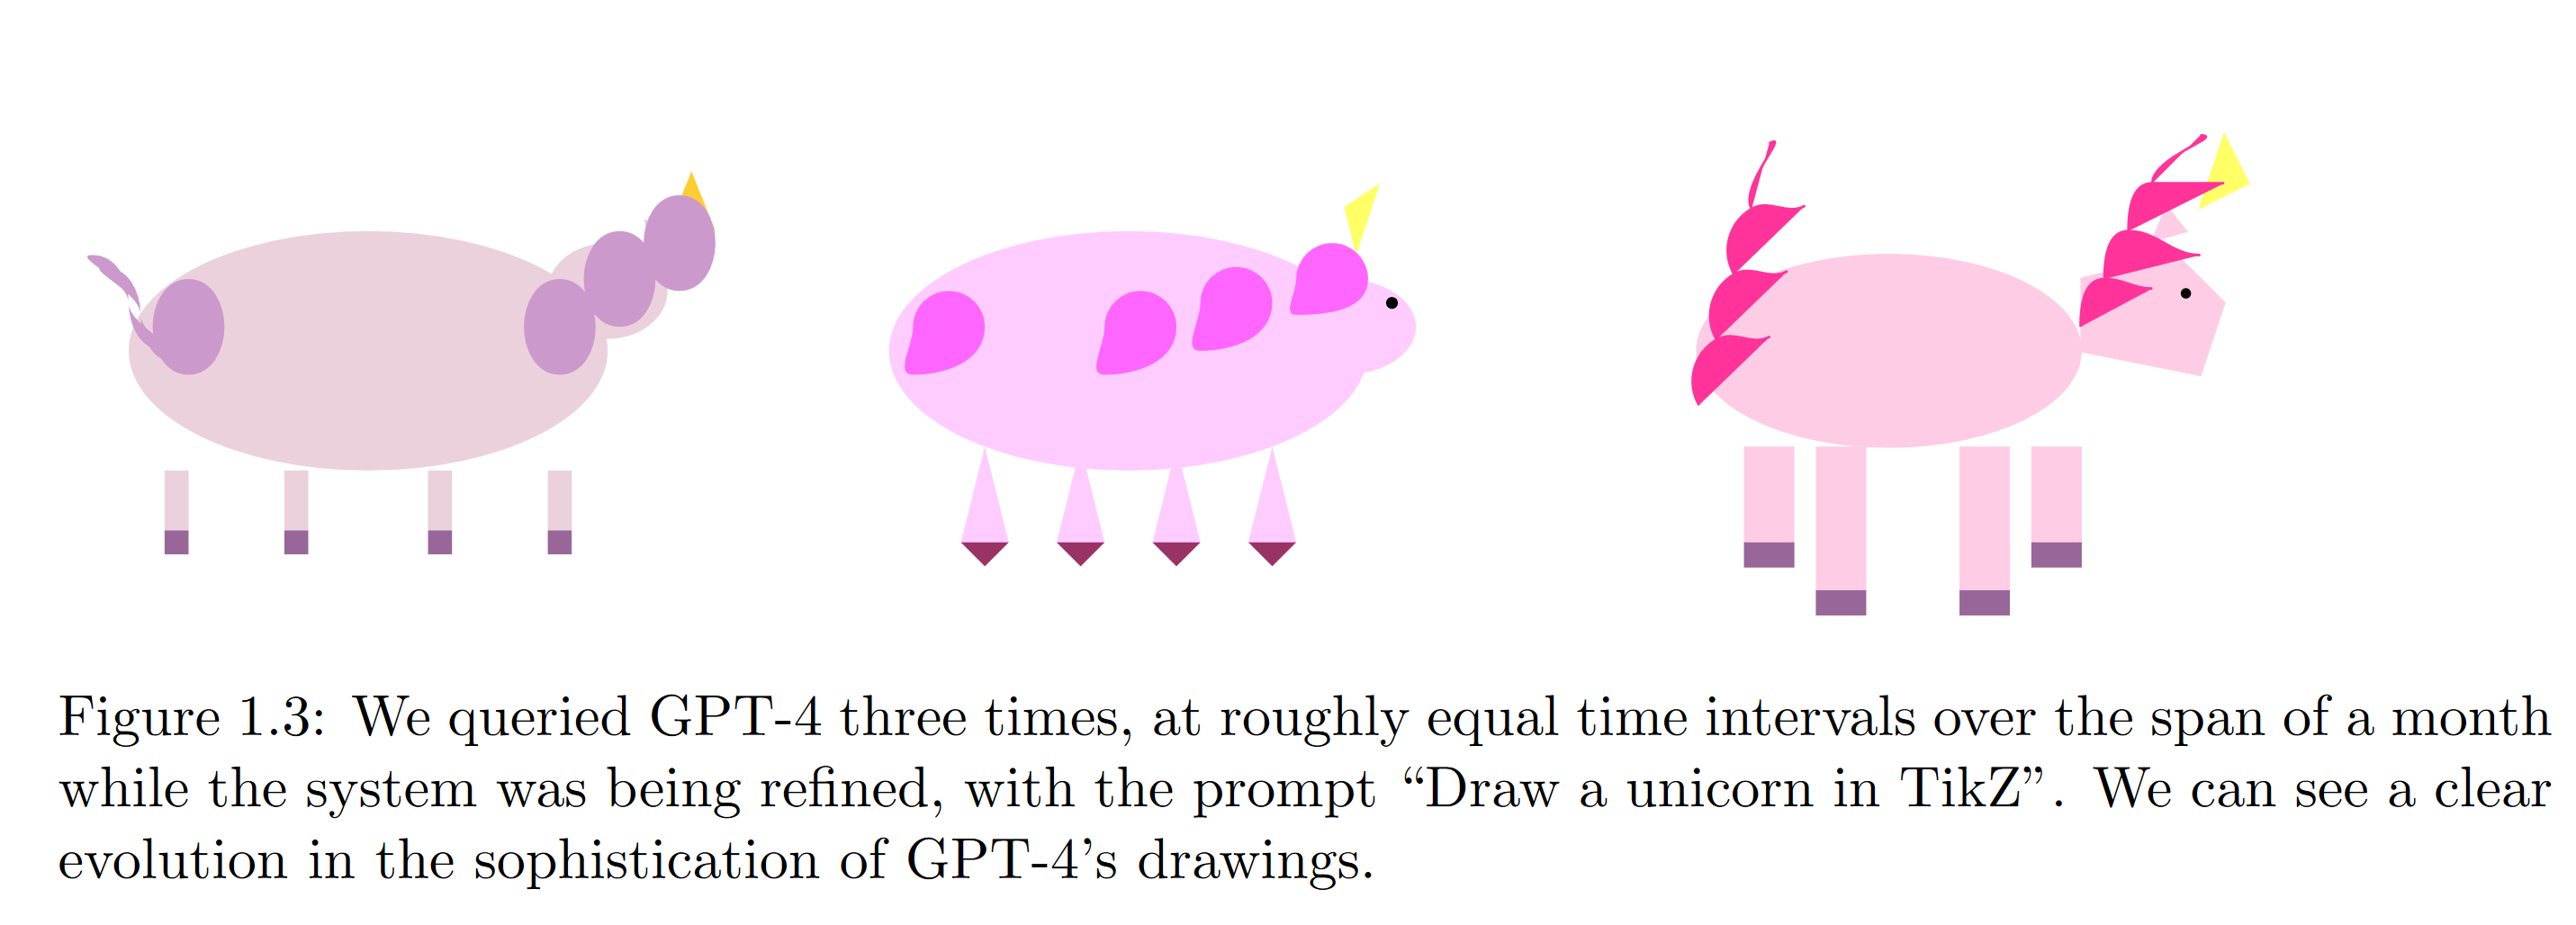 Figure 1.3: We queried GPT-4 three times, at roughly equal time intervals over the span of a month
while the system was being refined, with the prompt “Draw a unicorn in TikZ”. We can see a clear
evolution in the sophistication of GPT-4’s drawings.